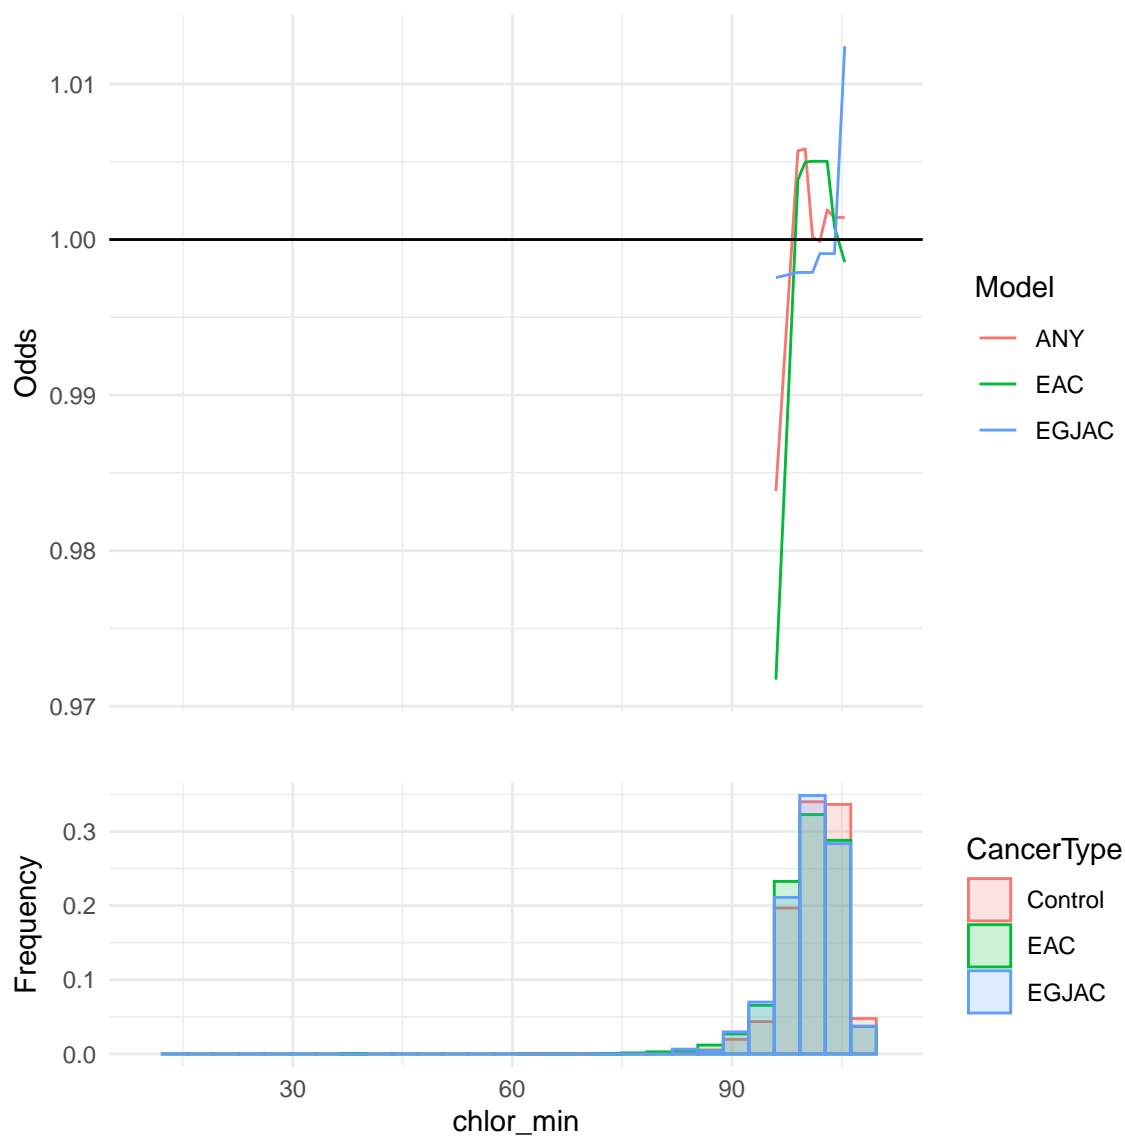 1.01
1.00
0.99
0.98
0.97
Odds
Model
ANY
EAC
EGJAC
0.3
0.2
0.1
0.0
Frequency
30
60
90
chlor_min
CancerType
Control
EAC
EGJAC